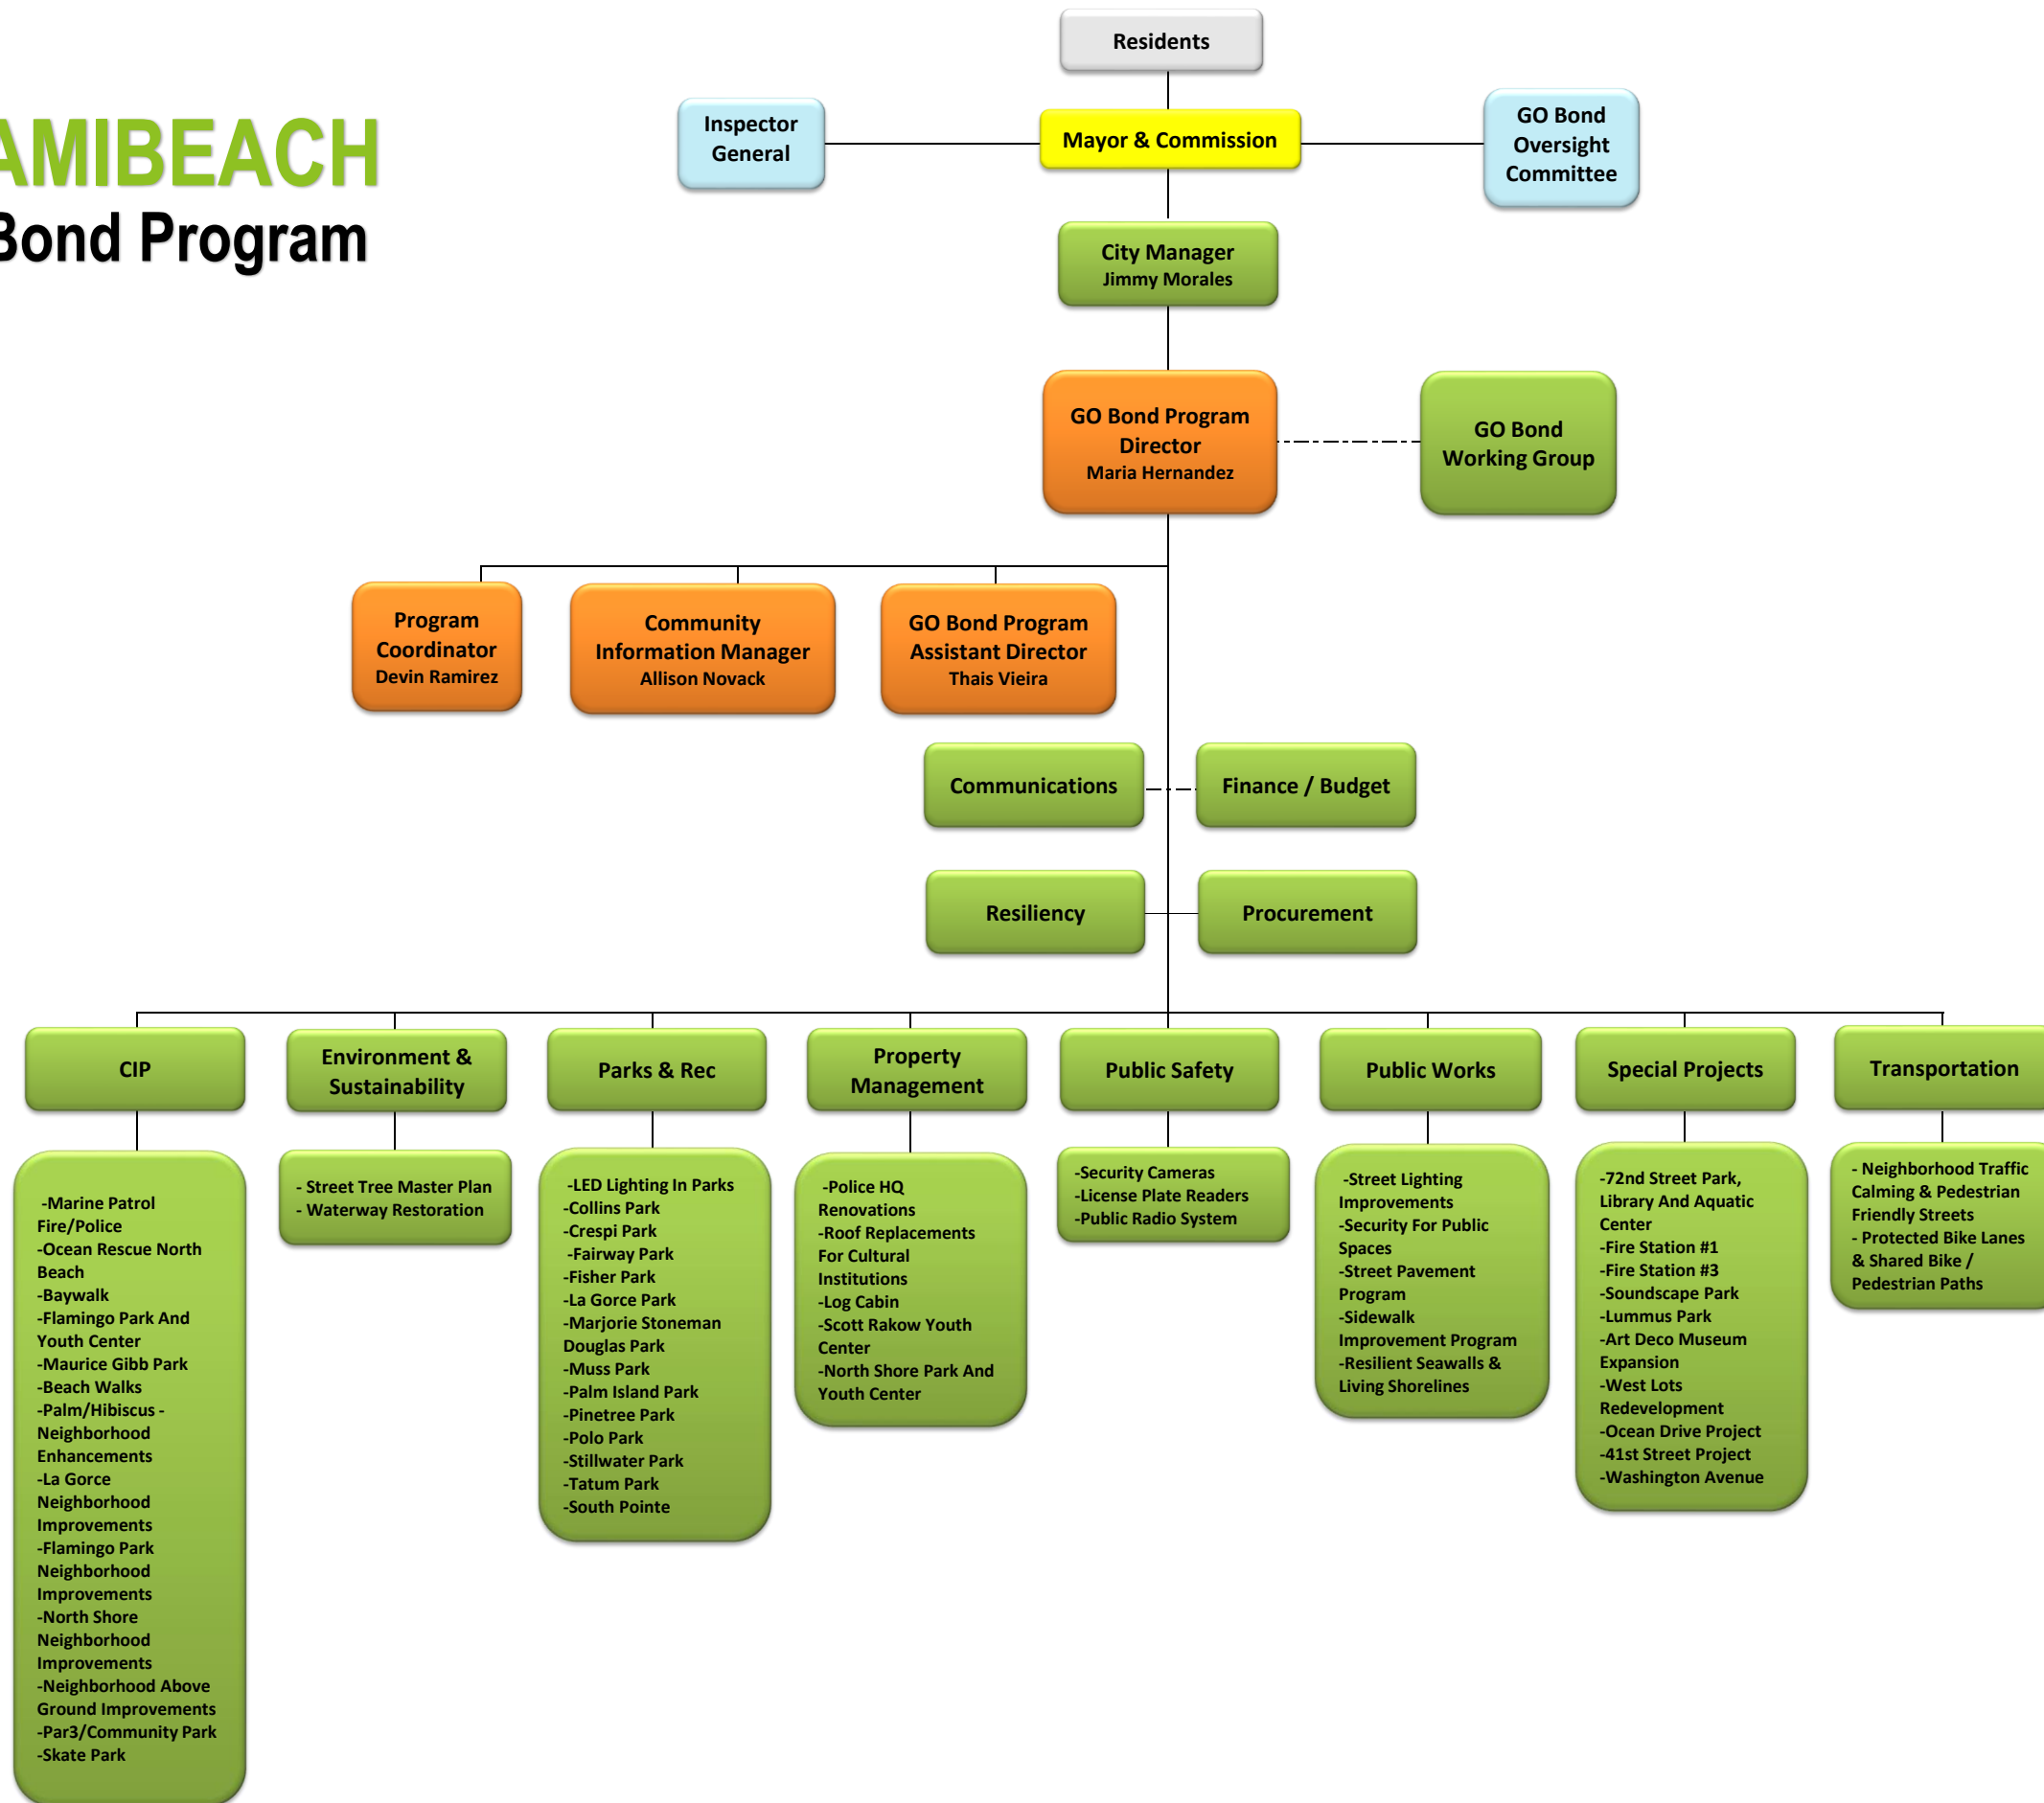 AMIBEACH
Bond Program
Residents
Inspector
General
Mayor & Commission
GO Bond
Oversight
Committee
City Manager
Jimmy Morales
GO Bond Program
Director
Maria Hernandez
GO Bond
Working Group
Program
Coordinator
Devin Ramirez
Community
Information Manager
Allison Novack
GO Bond Program
Assistant Director
Thais Vieira
Communications
Finance / Budget
Resiliency
Procurement
CIP
Environment &
Sustainability
Parks & Rec
Property
Management
Public Safety
Public Works
Special Projects
Transportation
-Marine Patrol
Fire/Police
-Ocean Rescue North
Beach
-Baywalk
-Flamingo Park And
Youth Center
-Maurice Gibb Park
-Beach Walks
-Palm/Hibiscus -
Neighborhood
Enhancements
-La Gorce
Neighborhood
Improvements
-Flamingo Park
Neighborhood
Improvements
-North Shore
Neighborhood
Improvements
-Neighborhood Above
Ground Improvements
-Par3/Community Park
-Skate Park
- Street Tree Master Plan
- Waterway Restoration
-LED Lighting In Parks
-Collins Park
-Crespi Park
-Fairway Park
-Fisher Park
-La Gorce Park
-Marjorie Stoneman
Douglas Park
-Muss Park
-Palm Island Park
-Pinetree Park
-Polo Park
-Stillwater Park
-Tatum Park
-South Pointe
-Police HQ
Renovations
-Roof Replacements
For Cultural
Institutions
-Log Cabin
-Scott Rakow Youth
Center
-North Shore Park And
Youth Center
-Security Cameras
-License Plate Readers
-Public Radio System
-Street Lighting
Improvements
-Security For Public
Spaces
-Street Pavement
Program
-Sidewalk
Improvement Program
-Resilient Seawalls &
Living Shorelines
-72nd Street Park,
Library And Aquatic
Center
-Fire Station #1
-Fire Station #3
-Soundscape Park
-Lummus Park
-Art Deco Museum
Expansion
-West Lots
Redevelopment
-Ocean Drive Project
-41st Street Project
-Washington Avenue
- Neighborhood Traffic
Calming & Pedestrian
Friendly Streets
- Protected Bike Lanes
& Shared Bike /
Pedestrian Paths